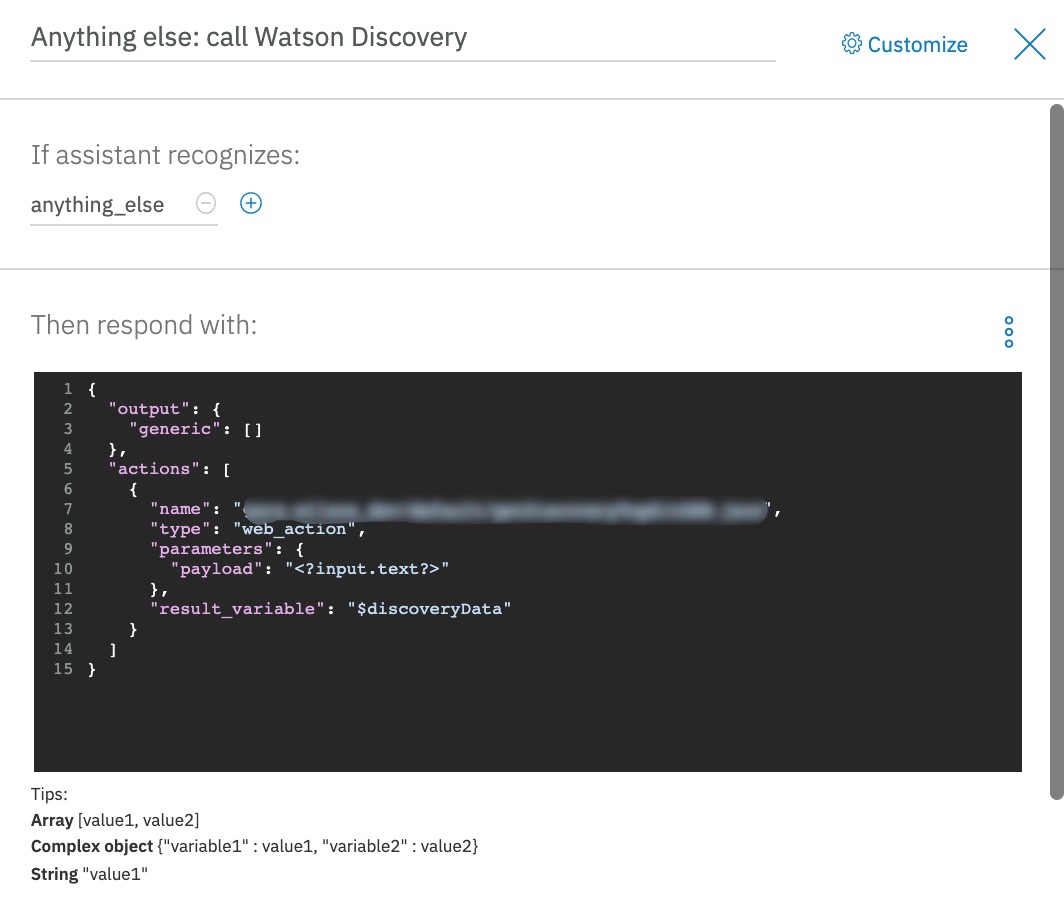 Anything else: call Watson Discovery
Customize
If assistant recognizes:
anything_else
Then respond with:
1 {
2 "output": {
3 "generic": []
4 },
5 "actions": [
6 {
7 "name": "",
8 "type": "web_action",
9 "parameters": {
10 "payload": "<?input.text?>"
11 },
12 "result_variable": "$discoveryData"
13 }
14 ]
15 }
Tips:
Array [value1, value2]
Complex object {"variable1" : value1, "variable2" : value2}
String "value1"